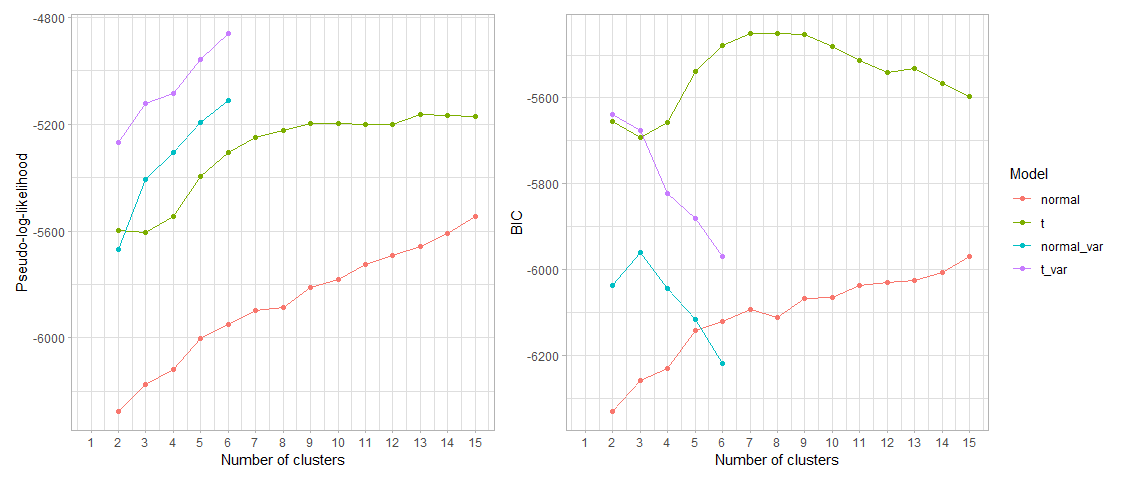 -4800
-5200
-5600
-6000
Pseudo-log-likelihood
1 2 3 4 5 6 7 8 9 10 11 12 13 14 15
Number of clusters
-5600
-5800
-6000
-6200
BIC
1 2 3 4 5 6 7 8 9 10 11 12 13 14 15
Number of clusters
Model
normal
t
normal_var
t_var